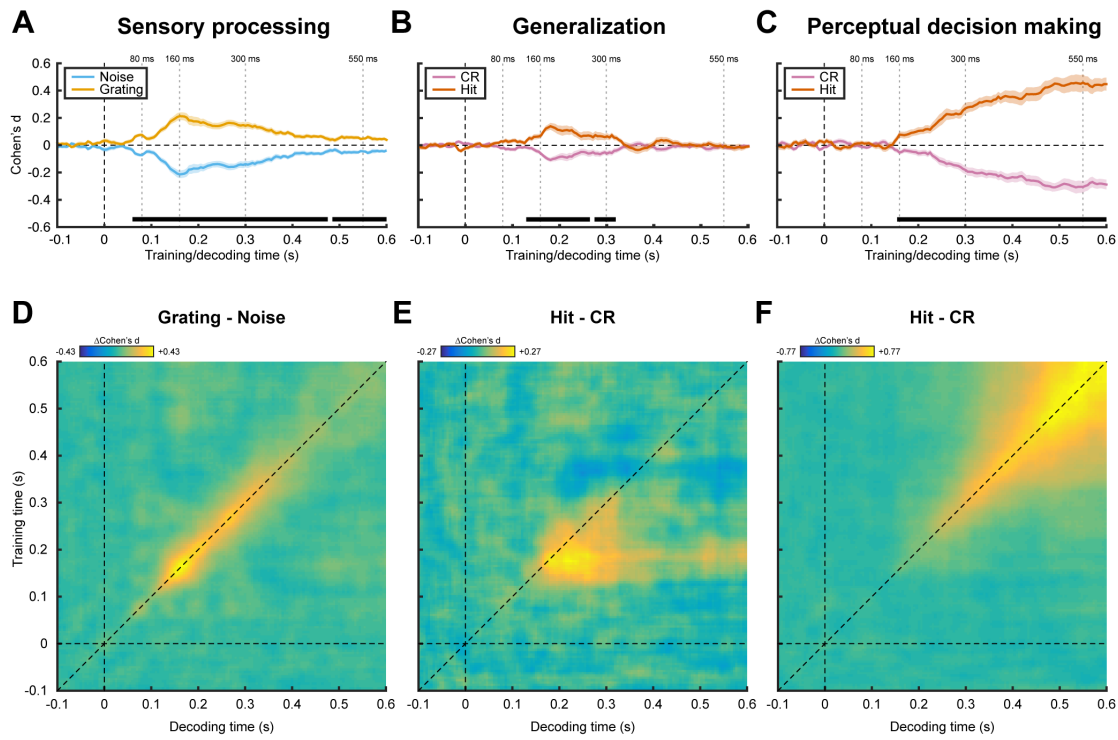 A Sensory processing
B Generalization
C Perceptual decision making
80 ms 160 ms 300 ms 550 ms
80 ms 160 ms 300 ms 550 ms
80 ms 160 ms 300 ms 550 ms
Noise
Grating
CR
Hit
CR
Hit
Cohen's d
0.6
0.4
0.2
0
-0.2
-0.4
-0.6
-0.1 0 0.1 0.2 0.3 0.4 0.5 0.6
-0.1 0 0.1 0.2 0.3 0.4 0.5 0.6
-0.1 0 0.1 0.2 0.3 0.4 0.5 0.6
Training/decoding time (s)
Training/decoding time (s)
Training/decoding time (s)
D Grating - Noise
E Hit - CR
F Hit - CR
ΔCohen's d
-0.43 +0.43
ΔCohen's d
-0.27 +0.27
ΔCohen's d
-0.77 +0.77
Training time (s)
0.6
0.5
0.4
0.3
0.2
0.1
0
-0.1
-0.1 0 0.1 0.2 0.3 0.4 0.5 0.6
-0.1 0 0.1 0.2 0.3 0.4 0.5 0.6
-0.1 0 0.1 0.2 0.3 0.4 0.5 0.6
Decoding time (s)
Decoding time (s)
Decoding time (s)